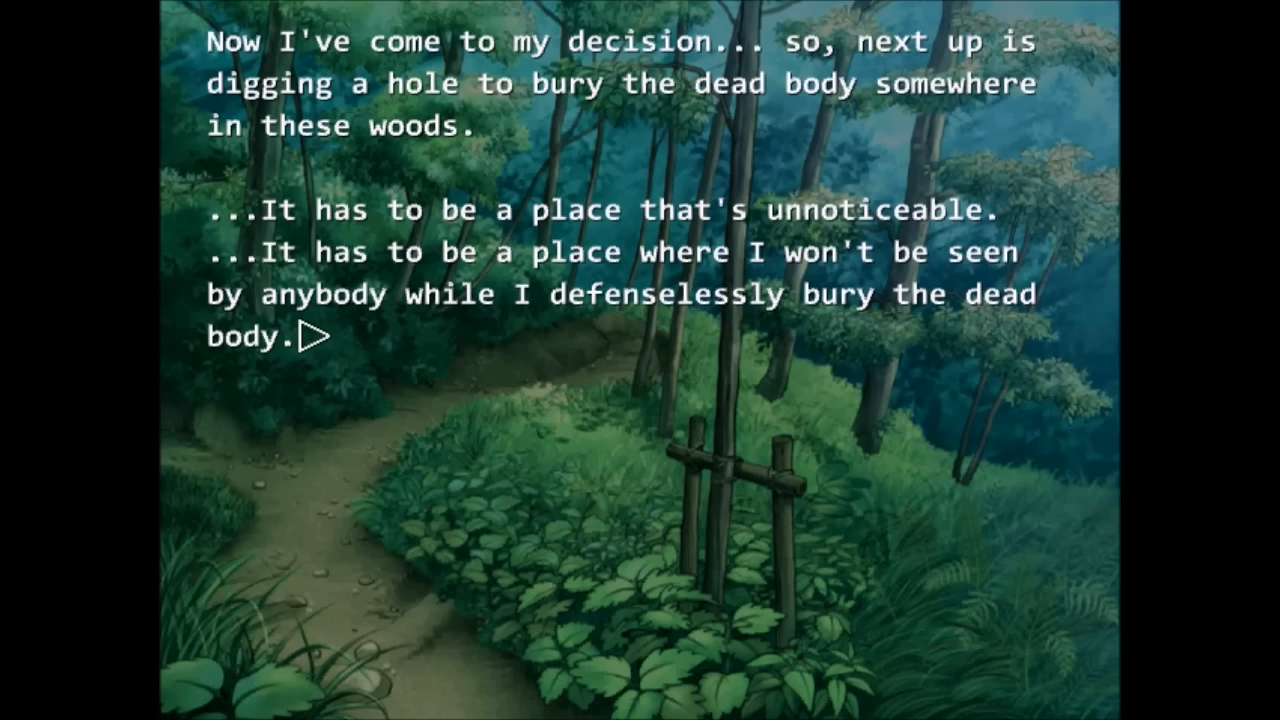 Now I've come to my decision... so, next up is
digging a hole to bury the dead body somewhere
in these woods.
...It has to be a place that's unnoticeable.
...It has to be a place where I won't be seen
by anybody while I defenselessly bury the dead
body.